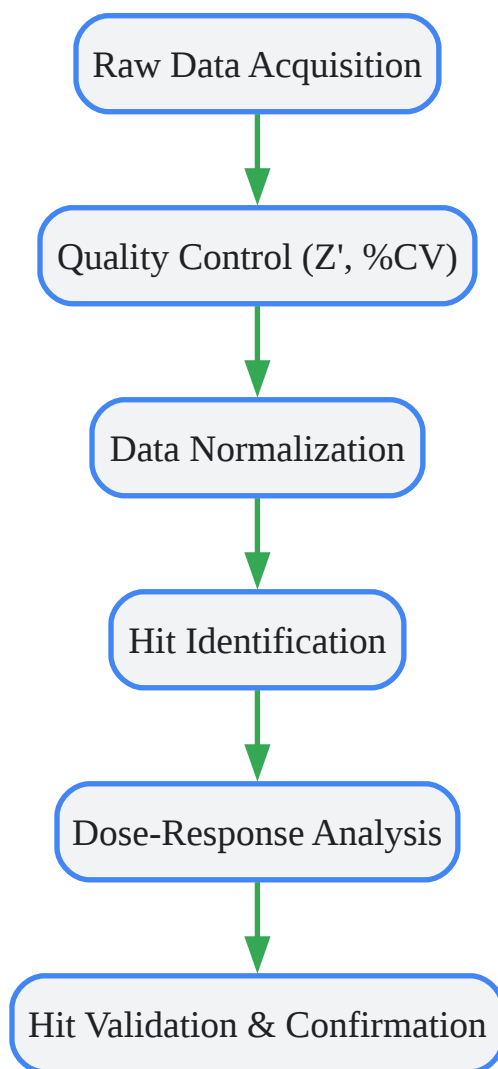 Raw Data Acquisition
Quality Control (Z', %CV)
Data Normalization
Hit Identification
Dose-Response Analysis
Hit Validation & Confirmation